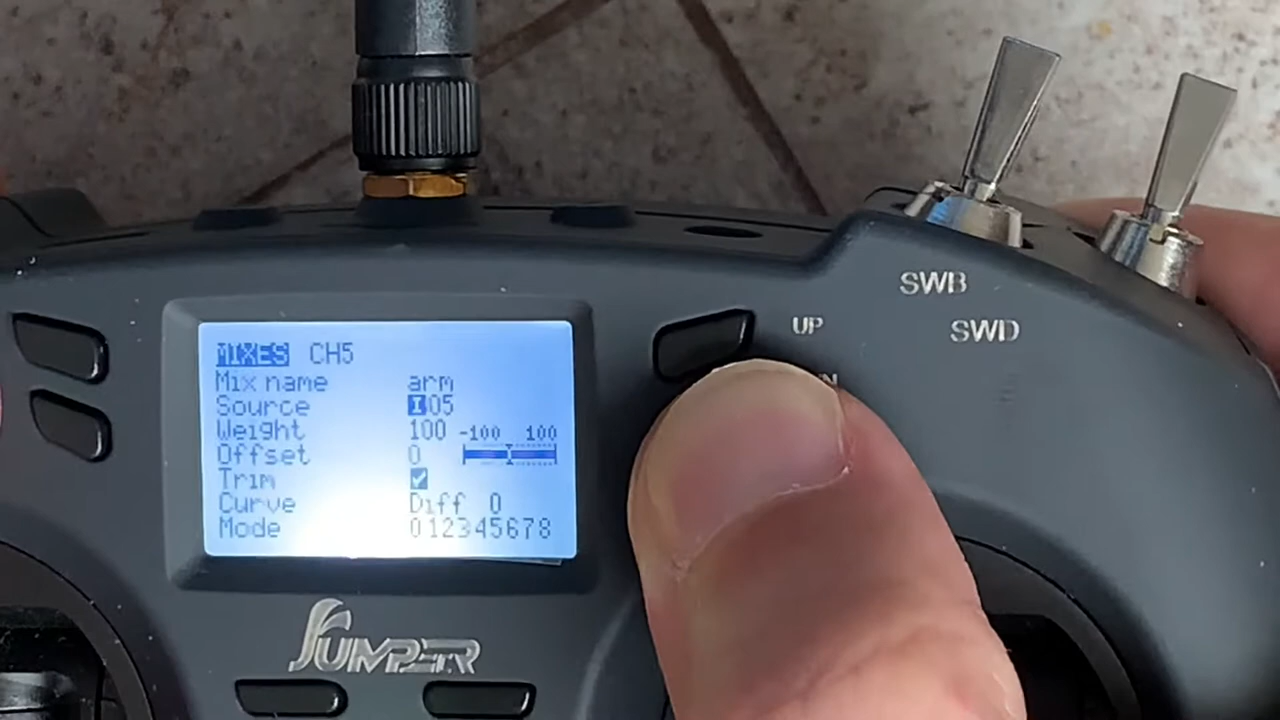 MIXES CH5
Mix name arm
Source I05
Weight 100 -100 100
Offset 0
Trim
Curve Diff 0
Mode 012345678
JUMPER
UP
SWB
SWD